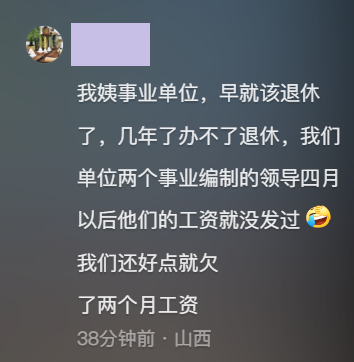 我姨事业单位，早就该退休
了，几年了办不了退休，我们
单位两个事业编制的领导四月
以后他们的工资就没发过🤣
我们还好点就欠
了两个月工资
38分钟前 · 山西